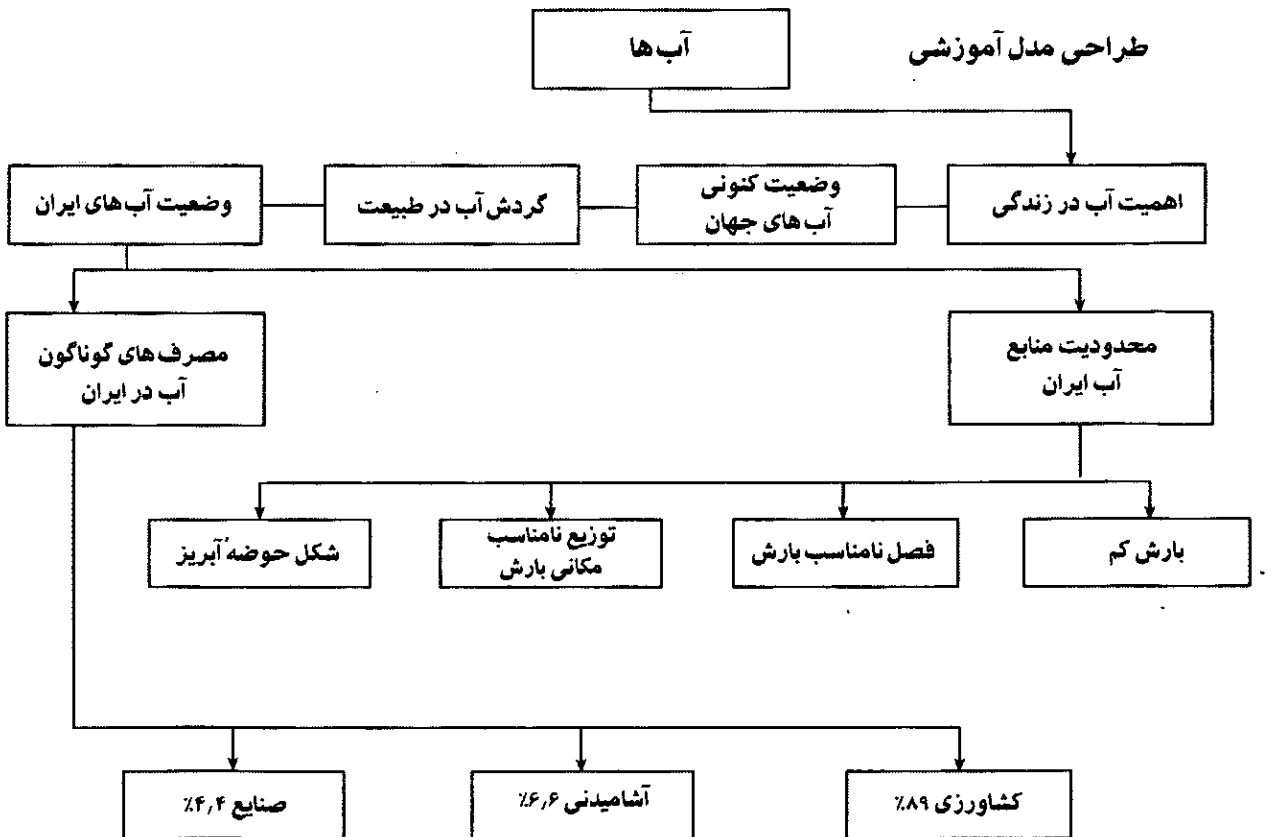 طراحی مدل آموزشی
آب‌ها
اهمیت آب در زندگی
وضعیت کنونی
آب‌های جهان
گردش آب در طبیعت
وضعیت آب‌های ایران
محدودیت منابع
آب ایران
مصرف‌های گوناگون
آب در ایران
بارش کم
فصل نامناسب بارش
توزیع نامناسب
مکانی بارش
شکل حوضهٔ آبریز
کشاورزی ۸۹٪
آشامیدنی ۶٫۶٪
صنایع ۴٫۴٪